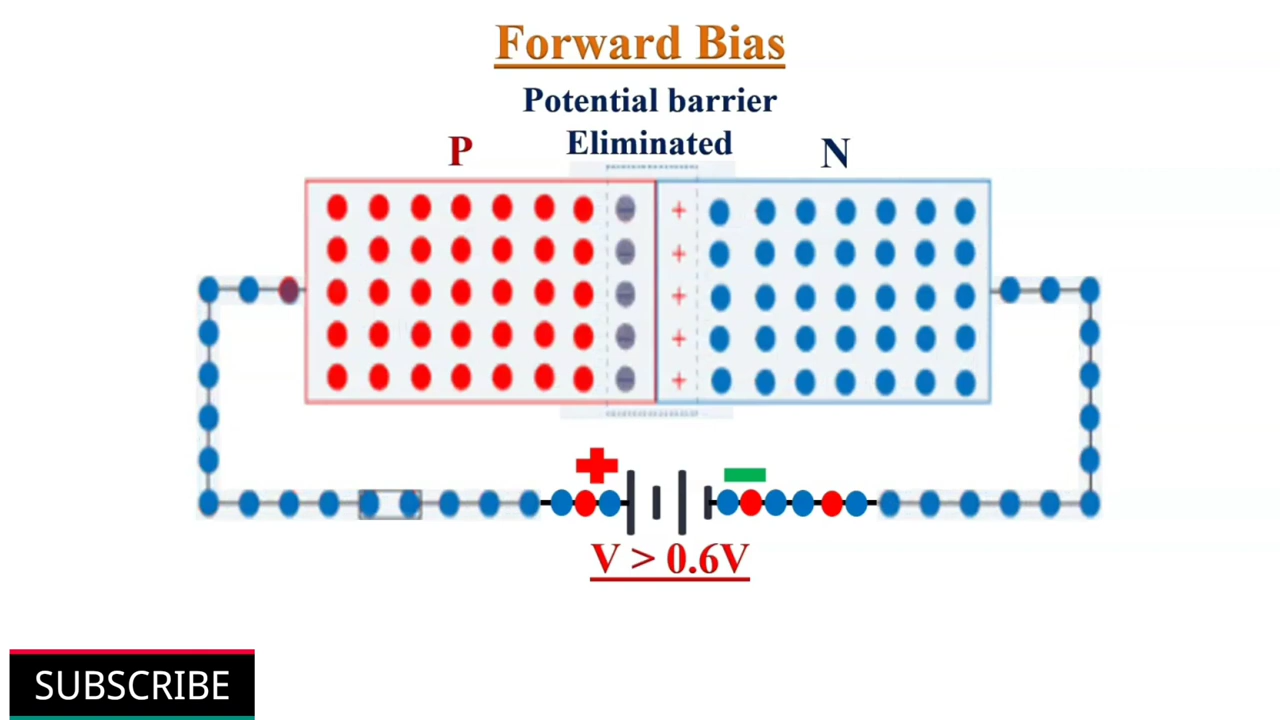 Forward Bias
Potential barrier
Eliminated
P
N
V > 0.6V
SUBSCRIBE